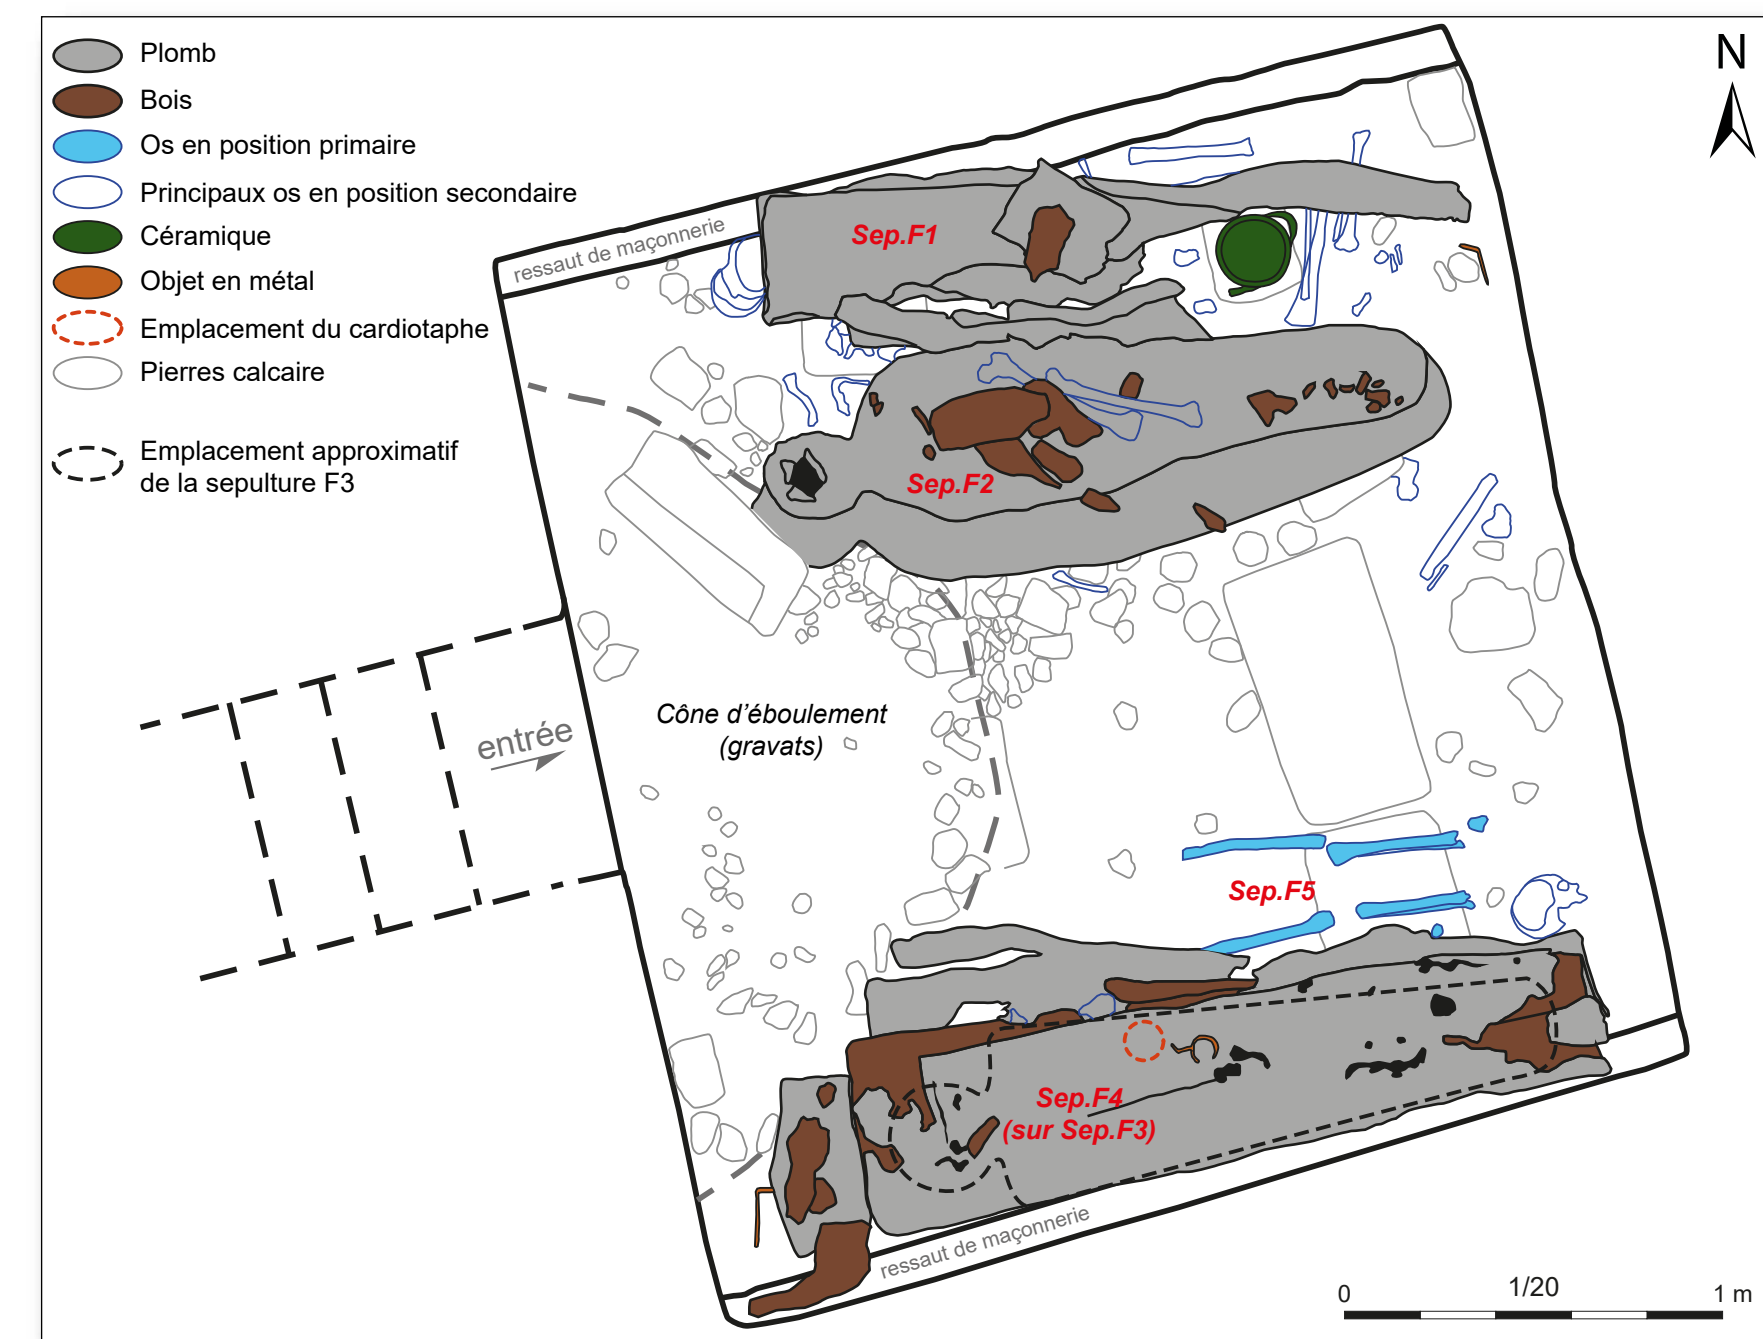 Plomb
Bois
Os en position primaire
Principaux os en position secondaire
Céramique
Objet en métal
Emplacement du cardiotaphe
Pierres calcaire
Emplacement approximatif
de la sepulture F3
N
ressaut de maçonnerie
Sep.F1
Sep.F2
Cône d’éboulement
(gravats)
entrée
Sep.F5
Sep.F4
(sur Sep.F3)
ressaut de maçonnerie
0
1/20
1 m